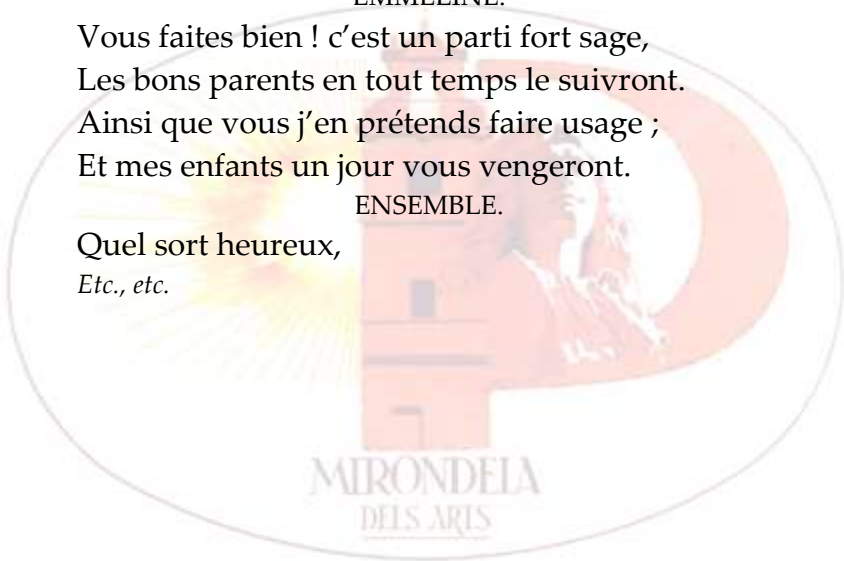 EMMELINE.
Vous faites bien ! c’est un parti fort sage,
Les bons parents en tout temps le suivront.
Ainsi que vous j’en prétends faire usage ;
Et mes enfants un jour vous vengeront.
ENSEMBLE.
Quel sort heureux,
Etc., etc.
MIRONDELA
DELS ARTS